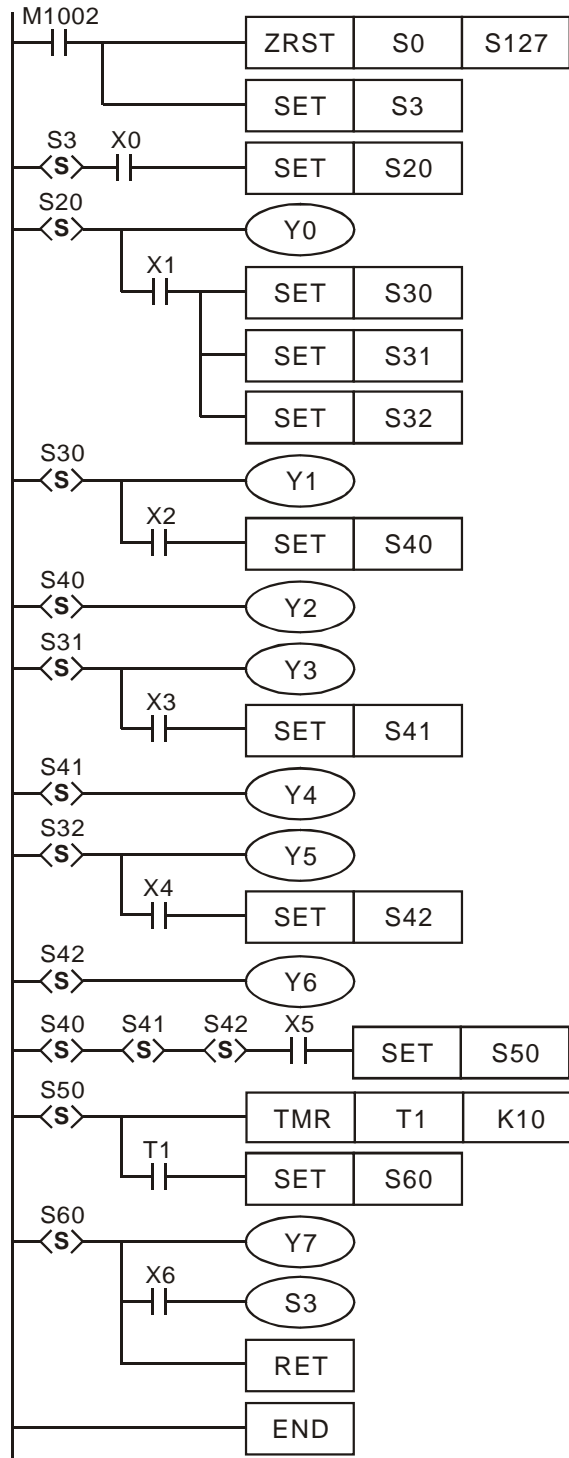 M1002
ZRST S0 S127
SET S3
S3 X0
S SET S20
S20
S Y0
X1
SET S30
SET S31
SET S32
S30
S Y1
X2
SET S40
S40
S Y2
S31
S Y3
X3
SET S41
S41
S Y4
S32
S Y5
X4
SET S42
S42
S Y6
S40 S41 S42 X5
S S S SET S50
S50
S TMR T1 K10
T1
SET S60
S60
S Y7
X6
S3
RET
END